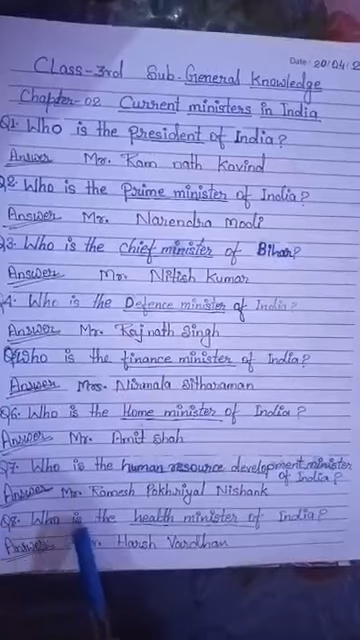 Date: 20/04/2
Class-3rd Sub-General Knowledge
Chapter-02 Current ministers in India
Q1. Who is the president of India?
Answer Mr. Ram nath Kovind
Q2. Who is the Prime minister of India?
Answer Mr. Narendra modi
Q3. Who is the chief minister of Bihar?
Answer Mr. Nitish Kumar
Q4. Who is the Defence minister of India?
Answer Mr. Rajnath Singh
Q5. Who is the finance minister of India?
Answer Mrs. Nirmala Sitharaman
Q6. Who is the Home minister of India?
Answer Mr. Amit shah
Q7. Who is the human resource development minister
of India?
Answer Mr. Ramesh Pokhriyal Nishank
Q8. Who is the health minister of India?
Answer Harsh Vardhan